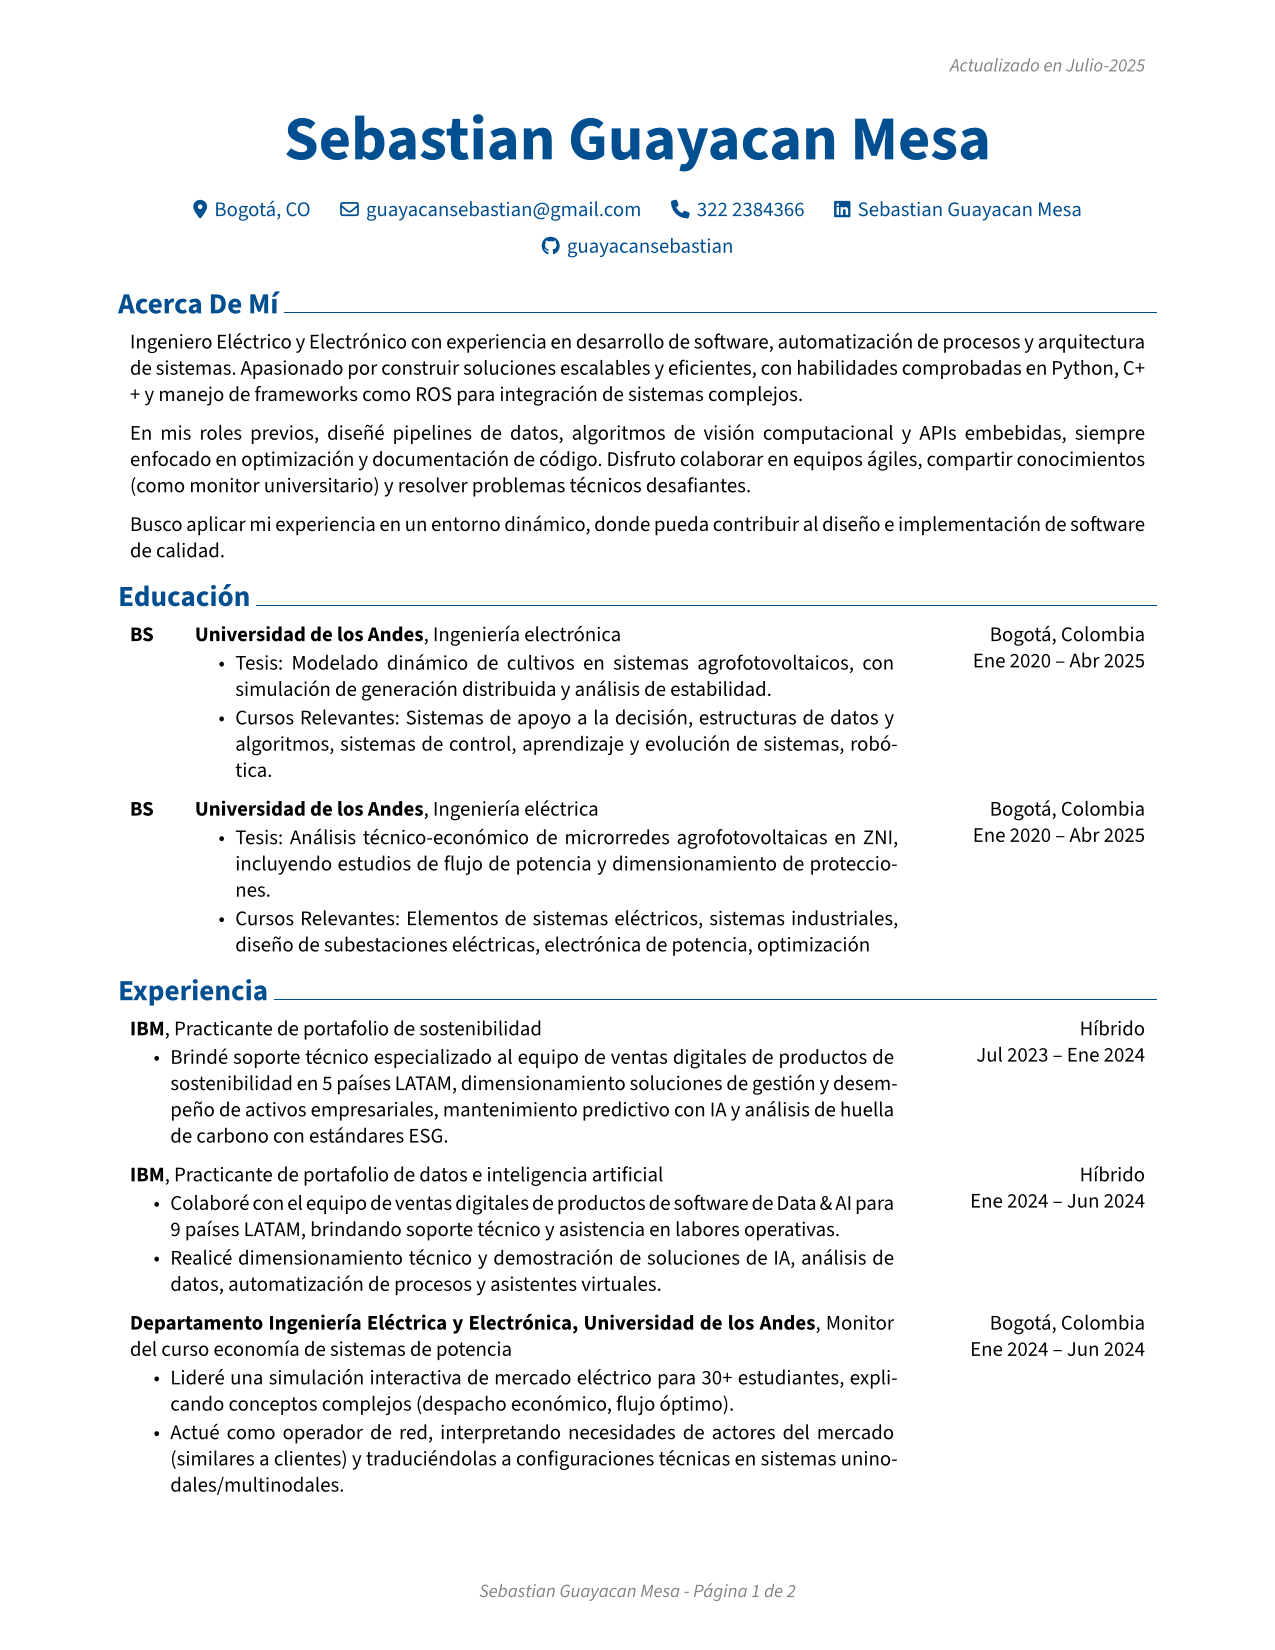 Actualizado en Julio-2025
Sebastian Guayacan Mesa
Bogotá, CO guayacansebastian@gmail.com 322 2384366 Sebastian Guayacan Mesa
guayacansebastian
Acerca De Mí
Ingeniero Eléctrico y Electrónico con experiencia en desarrollo de software, automatización de procesos y arquitectura
de sistemas. Apasionado por construir soluciones escalables y eficientes, con habilidades comprobadas en Python, C+
+ y manejo de frameworks como ROS para integración de sistemas complejos.
En mis roles previos, diseñé pipelines de datos, algoritmos de visión computacional y APIs embebidas, siempre
enfocado en optimización y documentación de código. Disfruto colaborar en equipos ágiles, compartir conocimientos
(como monitor universitario) y resolver problemas técnicos desafiantes.
Busco aplicar mi experiencia en un entorno dinámico, donde pueda contribuir al diseño e implementación de software
de calidad.
Educación
BS Universidad de los Andes, Ingeniería electrónica Bogotá, Colombia
Ene 2020 – Abr 2025
• Tesis: Modelado dinámico de cultivos en sistemas agrofotovoltaicos, con
simulación de generación distribuida y análisis de estabilidad.
• Cursos Relevantes: Sistemas de apoyo a la decisión, estructuras de datos y
algoritmos, sistemas de control, aprendizaje y evolución de sistemas, robó-
tica.
BS Universidad de los Andes, Ingeniería eléctrica Bogotá, Colombia
Ene 2020 – Abr 2025
• Tesis: Análisis técnico-económico de microrredes agrofotovoltaicas en ZNI,
incluyendo estudios de flujo de potencia y dimensionamiento de proteccio-
nes.
• Cursos Relevantes: Elementos de sistemas eléctricos, sistemas industriales,
diseño de subestaciones eléctricas, electrónica de potencia, optimización
Experiencia
IBM, Practicante de portafolio de sostenibilidad Híbrido
Jul 2023 – Ene 2024
• Brindé soporte técnico especializado al equipo de ventas digitales de productos de
sostenibilidad en 5 países LATAM, dimensionamiento soluciones de gestión y desem-
peño de activos empresariales, mantenimiento predictivo con IA y análisis de huella
de carbono con estándares ESG.
IBM, Practicante de portafolio de datos e inteligencia artificial Híbrido
Ene 2024 – Jun 2024
• Colaboré con el equipo de ventas digitales de productos de software de Data & AI para
9 países LATAM, brindando soporte técnico y asistencia en labores operativas.
• Realicé dimensionamiento técnico y demostración de soluciones de IA, análisis de
datos, automatización de procesos y asistentes virtuales.
Departamento Ingeniería Eléctrica y Electrónica, Universidad de los Andes, Monitor Bogotá, Colombia
del curso economía de sistemas de potencia Ene 2024 – Jun 2024
• Lideré una simulación interactiva de mercado eléctrico para 30+ estudiantes, expli-
cando conceptos complejos (despacho económico, flujo óptimo).
• Actué como operador de red, interpretando necesidades de actores del mercado
(similares a clientes) y traduciéndolas a configuraciones técnicas en sistemas unino-
dales/multinodales.
Sebastian Guayacan Mesa - Página 1 de 2